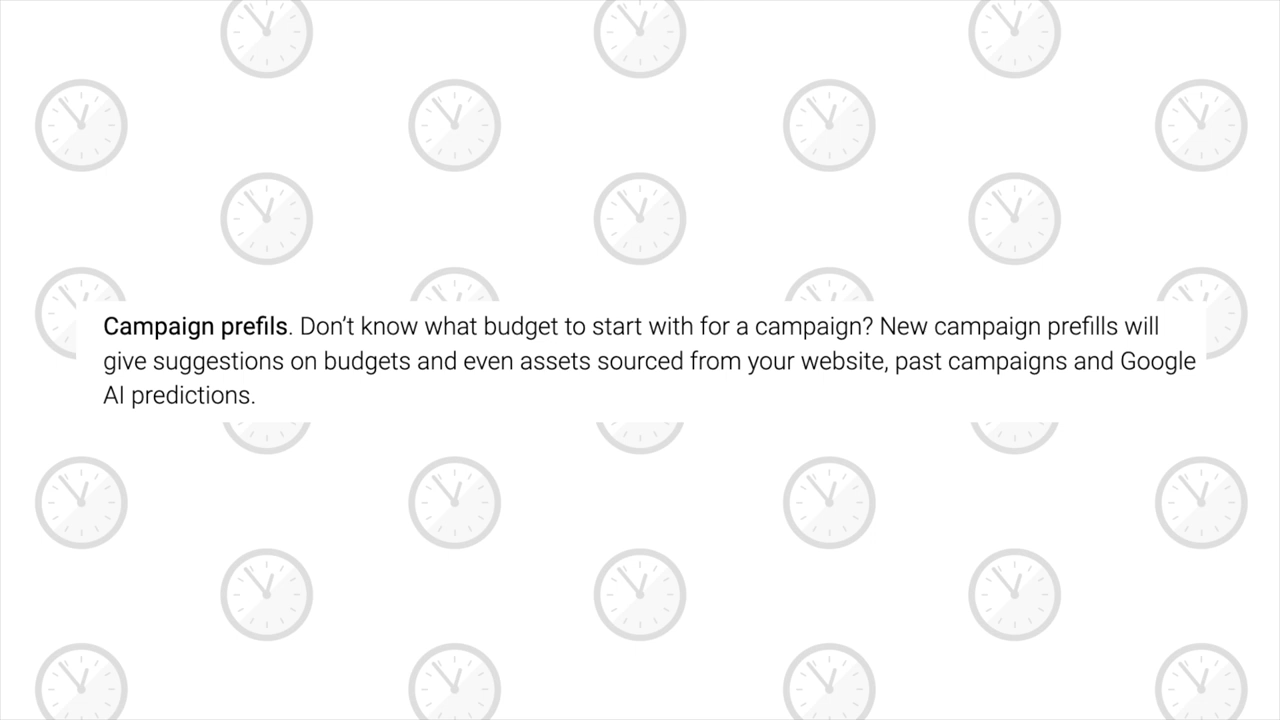 Campaign prefils. Don’t know what budget to start with for a campaign? New campaign prefills will
give suggestions on budgets and even assets sourced from your website, past campaigns and Google
AI predictions.